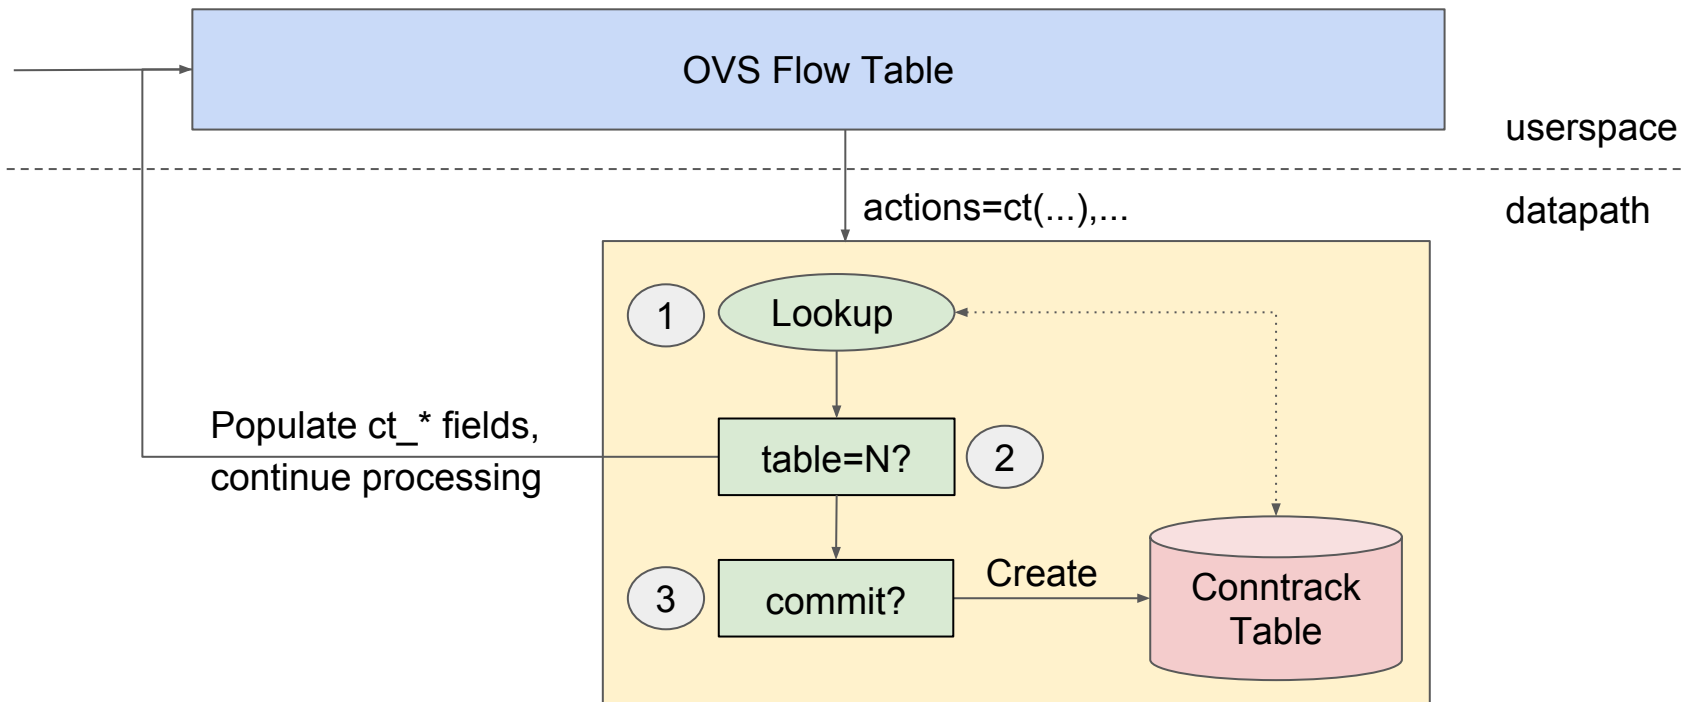 OVS Flow Table
userspace
actions=ct(...),...
datapath
1
Lookup
Populate ct_* fields,
continue processing
table=N?
2
3
commit?
Create
Conntrack
Table